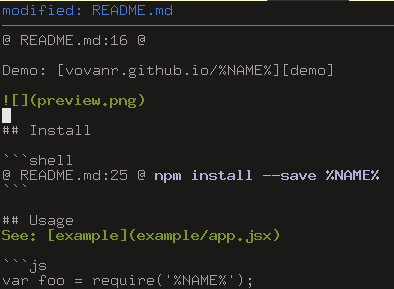 modified: README.md
@ README.md:16 @
Demo: [vovanr.github.io/%NAME%][demo]
![](preview.png)
## Install
```shell
@ README.md:25 @ npm install --save %NAME%
```
## Usage
See: [example](example/app.jsx)
```js
var foo = require('%NAME%');